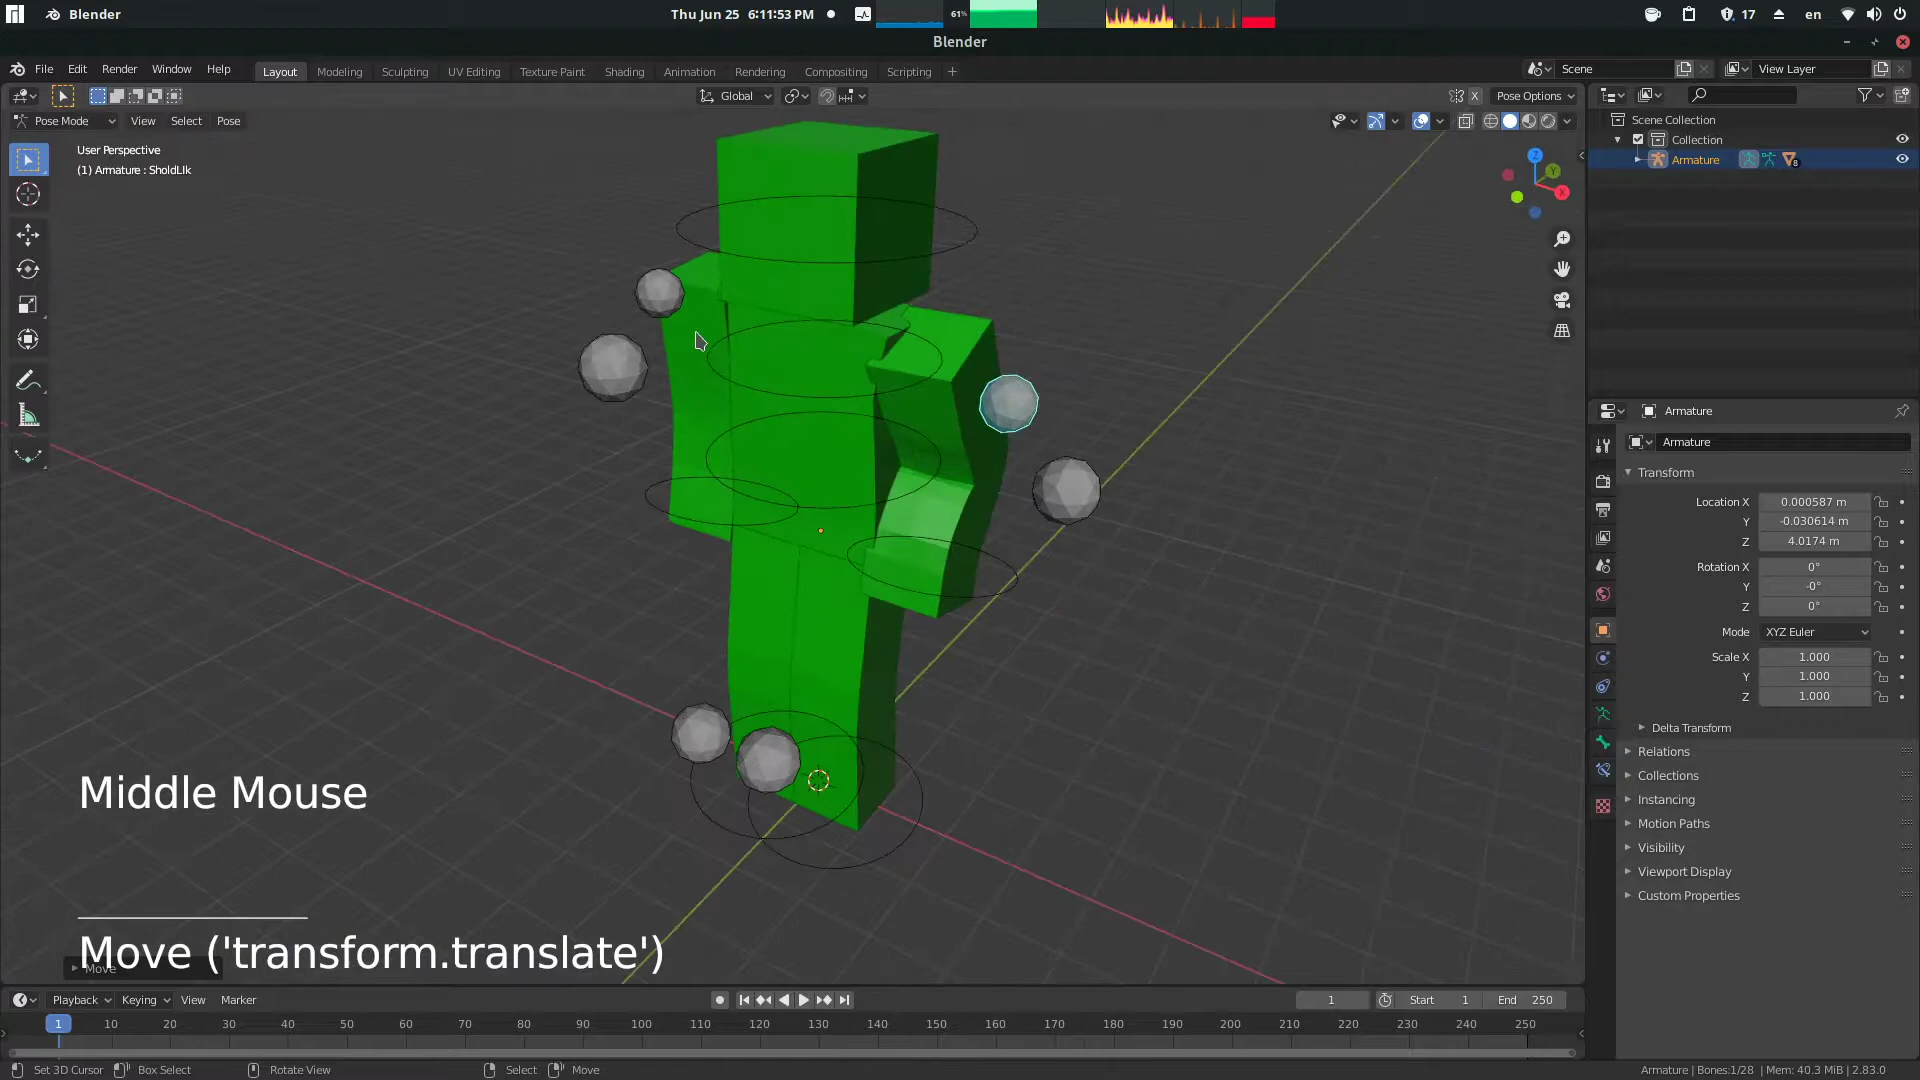 Blender
Thu Jun 25 6:11:53 PM
61%
17
en
Blender
File Edit Render Window Help
Layout Modeling Sculpting UV Editing Texture Paint Shading Animation Rendering Compositing Scripting
Scene
View Layer
Global
X
Pose Options
Pose Mode
View Select Pose
User Perspective
(1) Armature : SholdLIk
Z
Y
X
Scene Collection
Collection
Armature
8
Armature
Armature
Transform
Location X 0.000587 m
Y -0.030614 m
Z 4.0174 m
Rotation X 0°
Y -0°
Z 0°
Mode XYZ Euler
Scale X 1.000
Y 1.000
Z 1.000
Delta Transform
Relations
Collections
Instancing
Motion Paths
Visibility
Viewport Display
Custom Properties
Middle Mouse
Move ('transform.translate')
Move
Playback Keying View Marker
1
Start 1
End 250
1 10 20 30 40 50 60 70 80 90 100 110 120 130 140 150 160 170 180 190 200 210 220 230 240 250
Set 3D Cursor Box Select Rotate View Select Move
Armature | Bones:1/28 | Mem: 40.3 MiB | 2.83.0